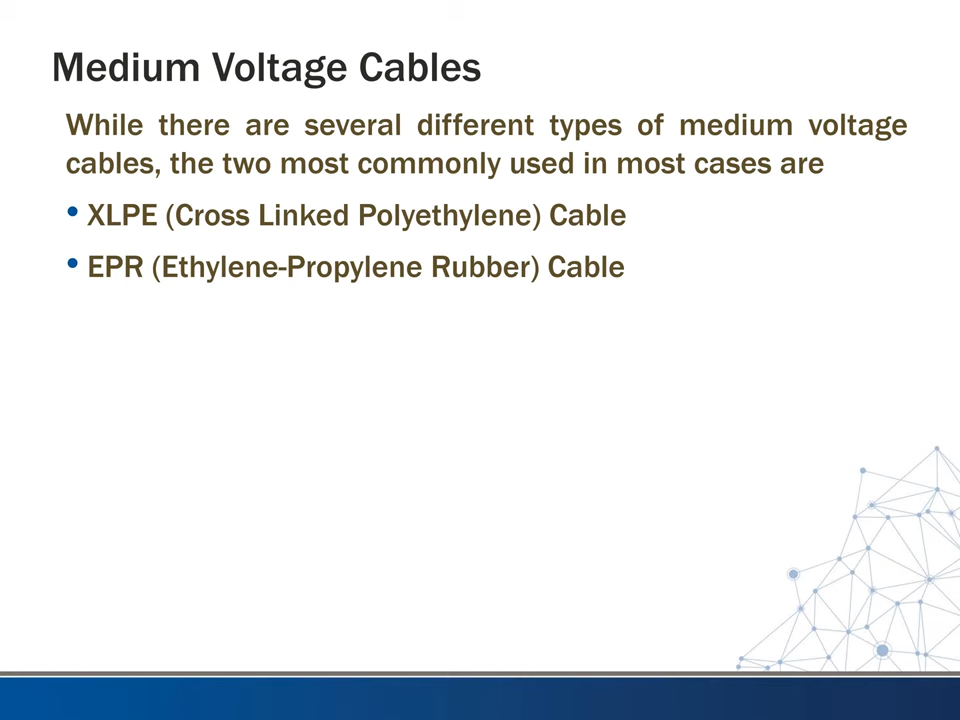 Medium Voltage Cables
While there are several different types of medium voltage
cables, the two most commonly used in most cases are
• XLPE (Cross Linked Polyethylene) Cable
• EPR (Ethylene-Propylene Rubber) Cable